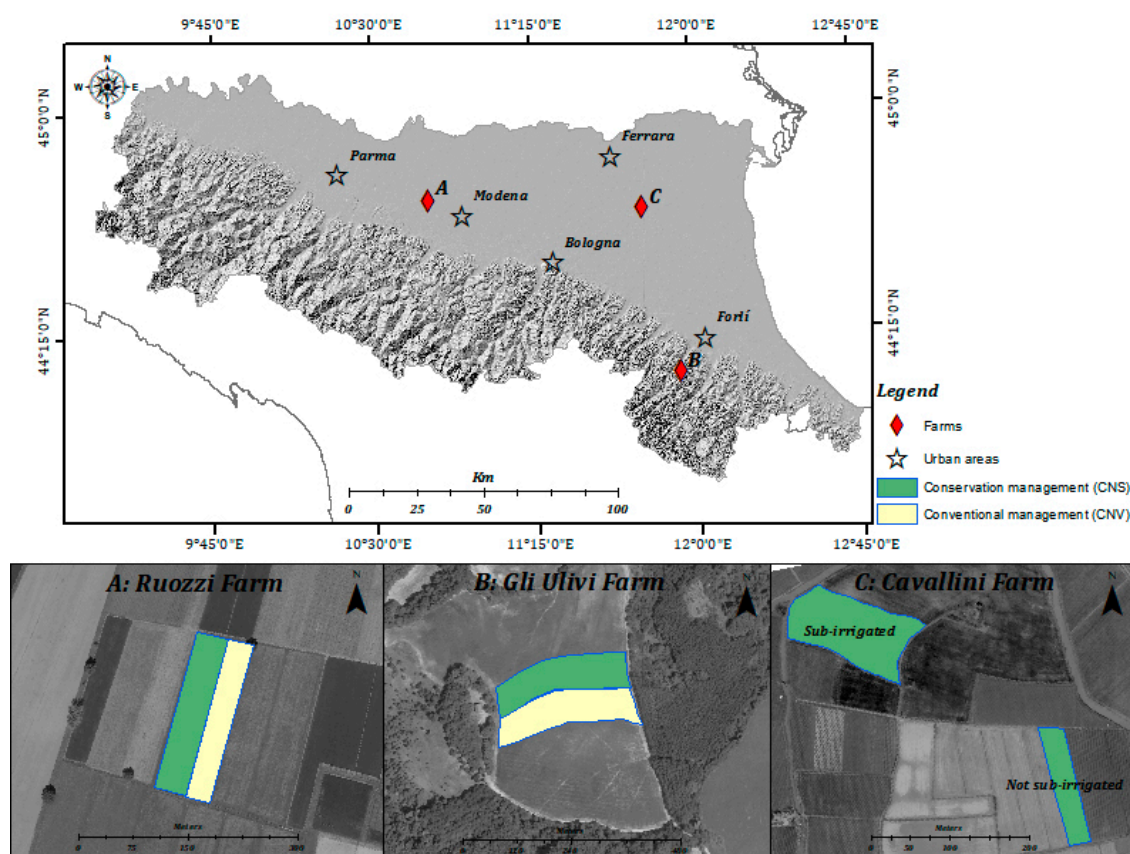 9°45'0"E 10°30'0"E 11°15'0"E 12°0'0"E 12°45'0"E
N
W E
S
45°0'0"N 45°0'0"N
Ferrara
Parma
A
Modena
C
Bologna
44°15'0"N 44°15'0"N
Forlí
B
Legend
Farms
Urban areas
Conservation management (CNS)
Conventional management (CNV)
Km
0 25 50 75 100
9°45'0"E 10°30'0"E 11°15'0"E 12°0'0"E 12°45'0"E
A: Ruozzi Farm
N
Meters
0 75 150 300
B: Gli Ulivi Farm
N
Meters
0
400
C: Cavallini Farm
N
Sub-irrigated
Not sub-irrigated
Meters
0 50 100 200